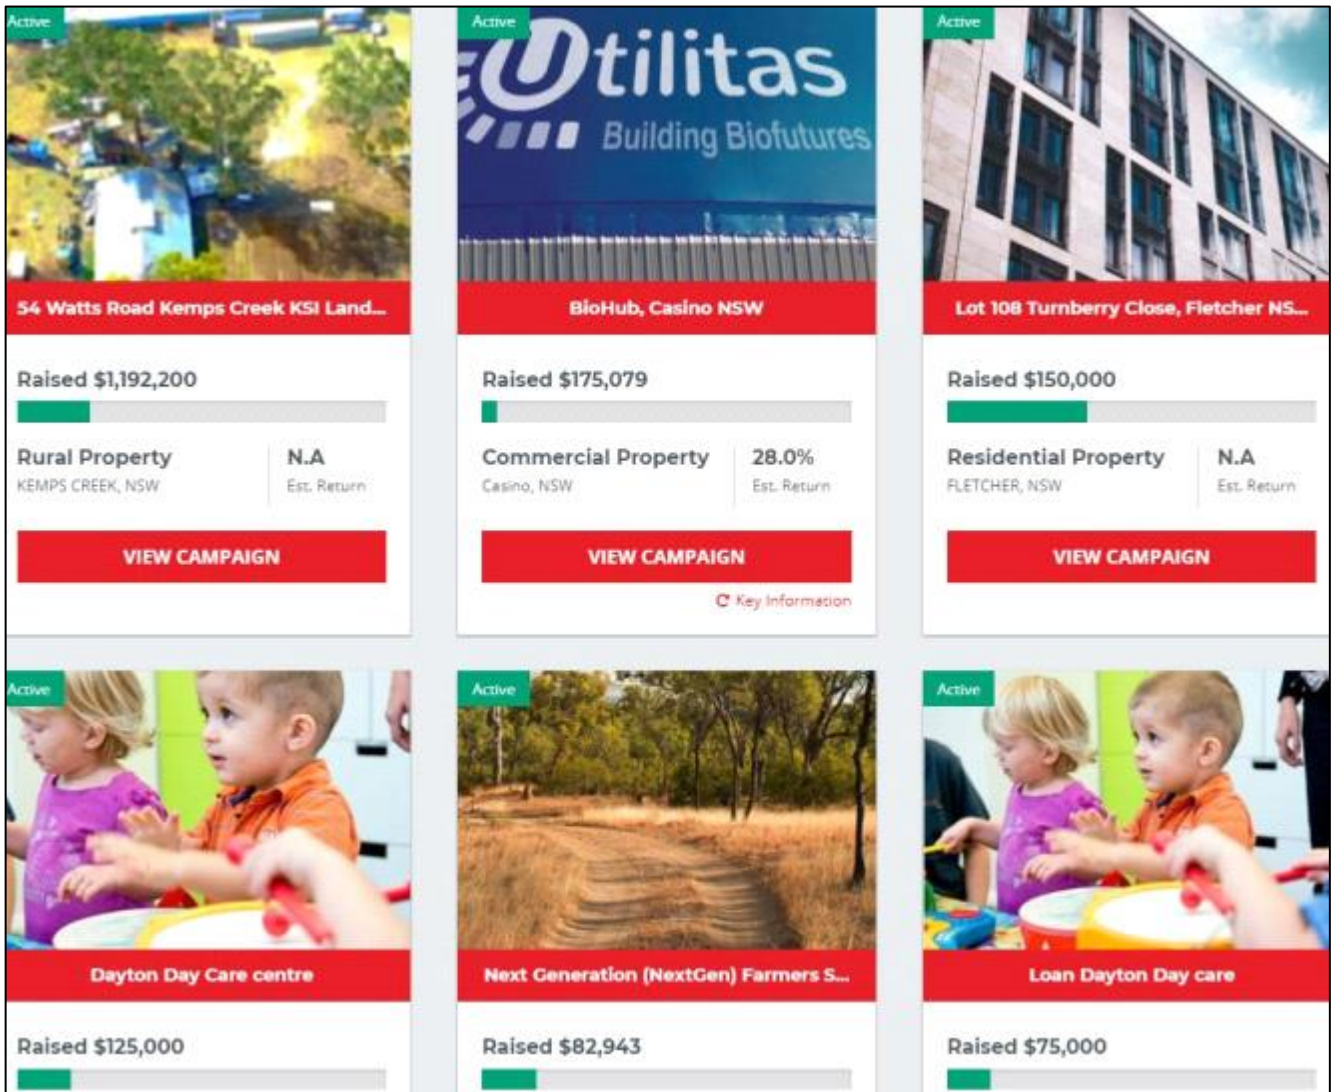 Active
Utilitas
Building Biofutures
54 Watts Road Kemps Creek KSI Land...
Raised $1,192,200
Rural Property
KEMPS CREEK, NSW
N.A
Est. Return
VIEW CAMPAIGN
Active
BioHub, Casino NSW
Raised $175,079
Commercial Property
Casino, NSW
28.0%
Est. Return
VIEW CAMPAIGN
Key Information
Active
Lot 108 Turnberry Close, Fletcher NS...
Raised $150,000
Residential Property
FLETCHER, NSW
N.A
Est. Return
VIEW CAMPAIGN
Active
Dayton Day Care centre
Raised $125,000
Active
Next Generation (NextGen) Farmers S...
Raised $82,943
Active
Loan Dayton Day care
Raised $75,000